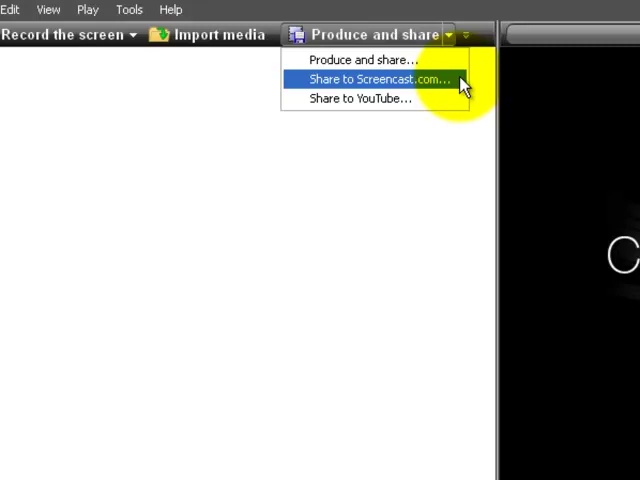 Edit View Play Tools Help
Record the screen Import media Produce and share
Produce and share...
Share to Screencast.com...
Share to YouTube...
C